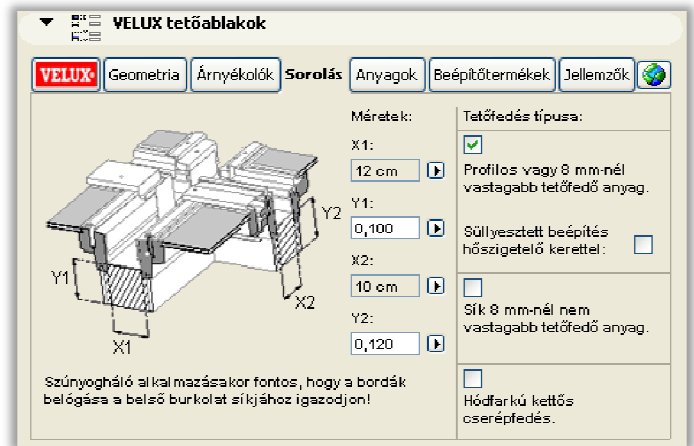 VELUX tetőablakok
VELUX Geometria Árnyékolók Sorolás Anyagok Beépítőtermékek Jellemzők
Méretek:
X1:
12 cm
Y1:
0,100
X2:
10 cm
Y2:
0,120
Tetőfedés típusa:
Profilos vagy 8 mm-nél
vastagabb tetőfedő anyag.
Süllyesztett beépítés
hőszigetelő kerettel:
Sík 8 mm-nél nem
vastagabb tetőfedő anyag.
Hódfarkú kettős
cserépfedés.
Y2
Y1
X2
X1
Szúnyogháló alkalmazásakor fontos, hogy a bordák
belógása a belső burkolat síkjához igazodjon!